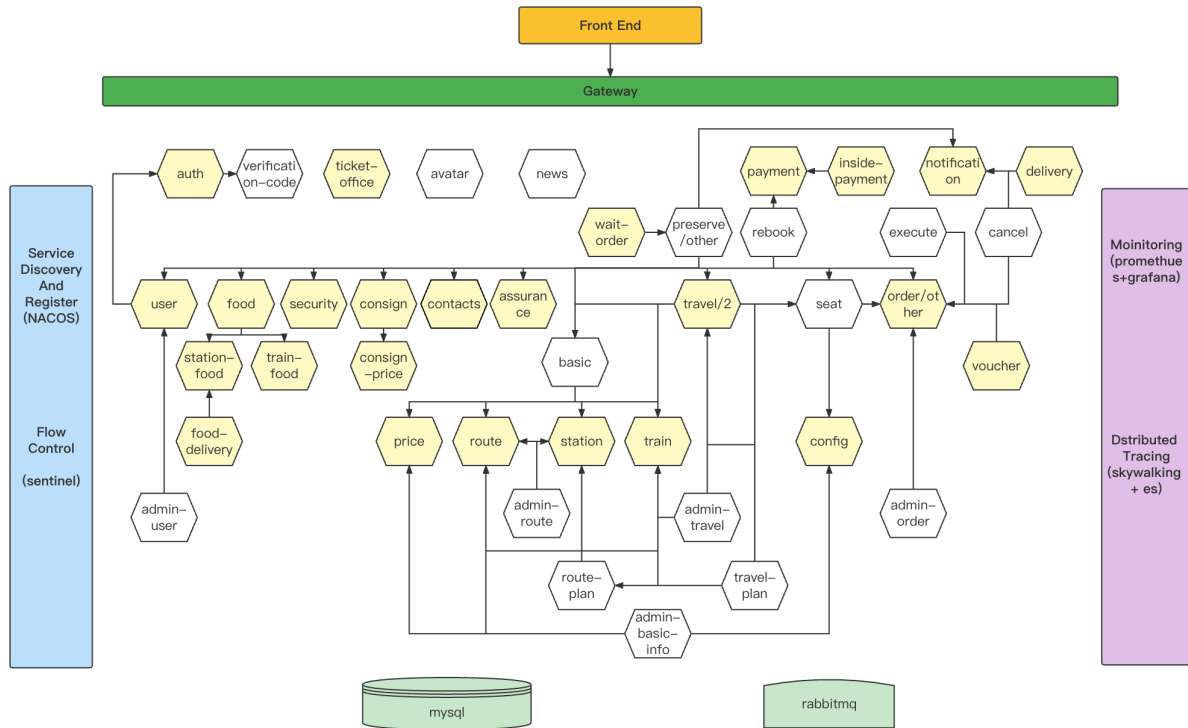 Front End
Gateway
auth
verificati
on–code
ticket–
office
avatar
news
payment
inside–
payment
notificati
on
delivery
wait–
order
preserve
/other
rebook
execute
cancel
Service
Discovery
And
Register
(NACOS)
Flow
Control
(sentinel)
Moinitoring
(promethue
s+grafana)
Dstributed
Tracing
(skywalking
+ es)
user
food
security
consign
contacts
assuran
ce
travel/2
seat
order/ot
her
station–
food
train–
food
consign
–price
basic
voucher
food–
delivery
price
route
station
train
config
admin–
user
admin–
route
admin–
travel
admin–
order
route–
plan
travel–
plan
admin–
basic–
info
mysql
rabbitmq